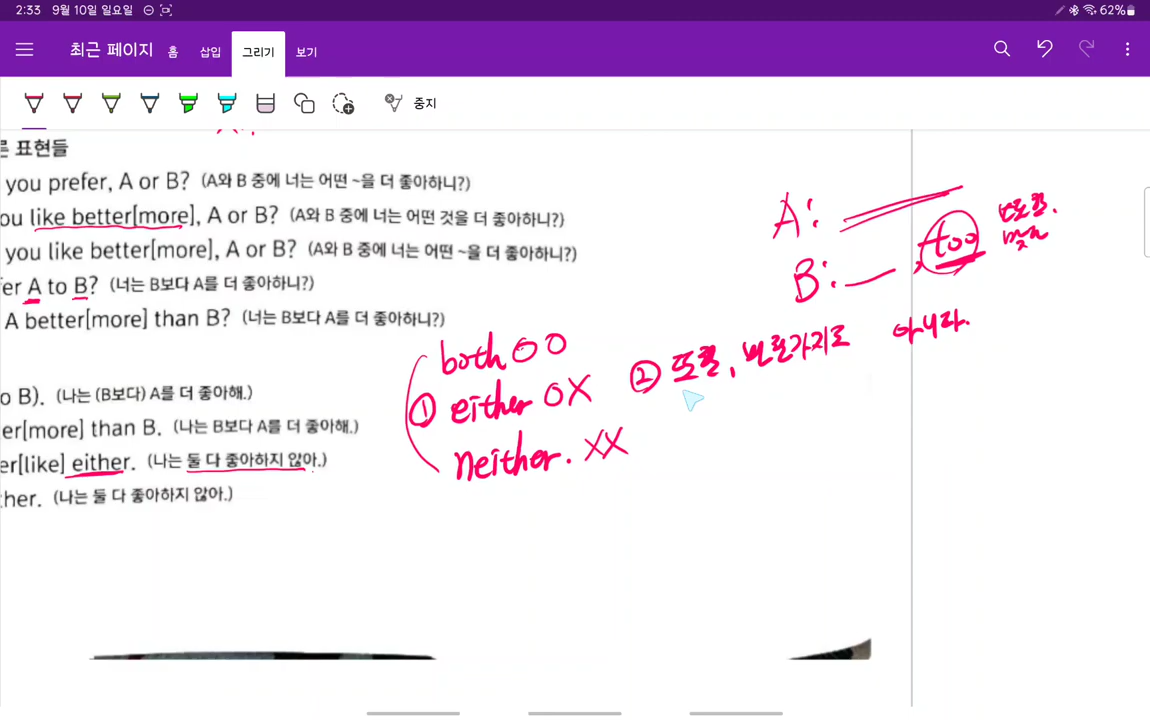 2:33 9월 10일 일요일 62%
최근 페이지 홈 삽입 그리기 보기
중지
른 표현들
you prefer, A or B? (A와 B 중에 너는 어떤 ~을 더 좋아하니?)
ou like better[more], A or B? (A와 B 중에 너는 어떤 것을 더 좋아하니?)
you like better[more], A or B? (A와 B 중에 너는 어떤 ~을 더 좋아하니?)
fer A to B? (너는 B보다 A를 더 좋아하니?)
A better[more] than B? (너는 B보다 A를 더 좋아하니?)
o B). (나는 (B보다) A를 더 좋아해.)
er[more] than B. (나는 B보다 A를 더 좋아해.)
er[like] either. (나는 둘 다 좋아하지 않아.)
ther. (나는 둘 다 좋아하지 않아.)
both OO
① either OX
neither. XX
② 또한, 마찬가지로 아니라.
A:
B: , too
또한.